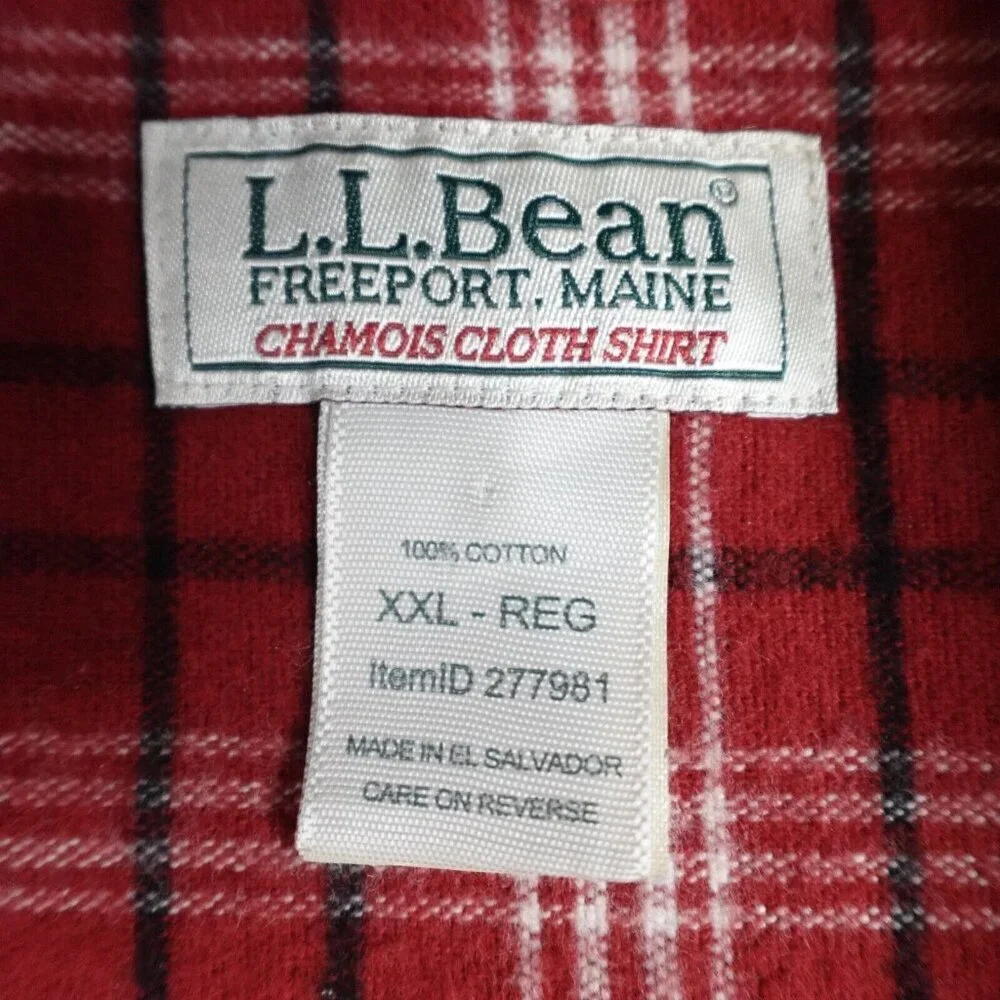 L.L.Bean®
FREEPORT, MAINE
CHAMOIS CLOTH SHIRT
100% COTTON
XXL - REG
ItemID 277981
MADE IN EL SALVADOR
CARE ON REVERSE